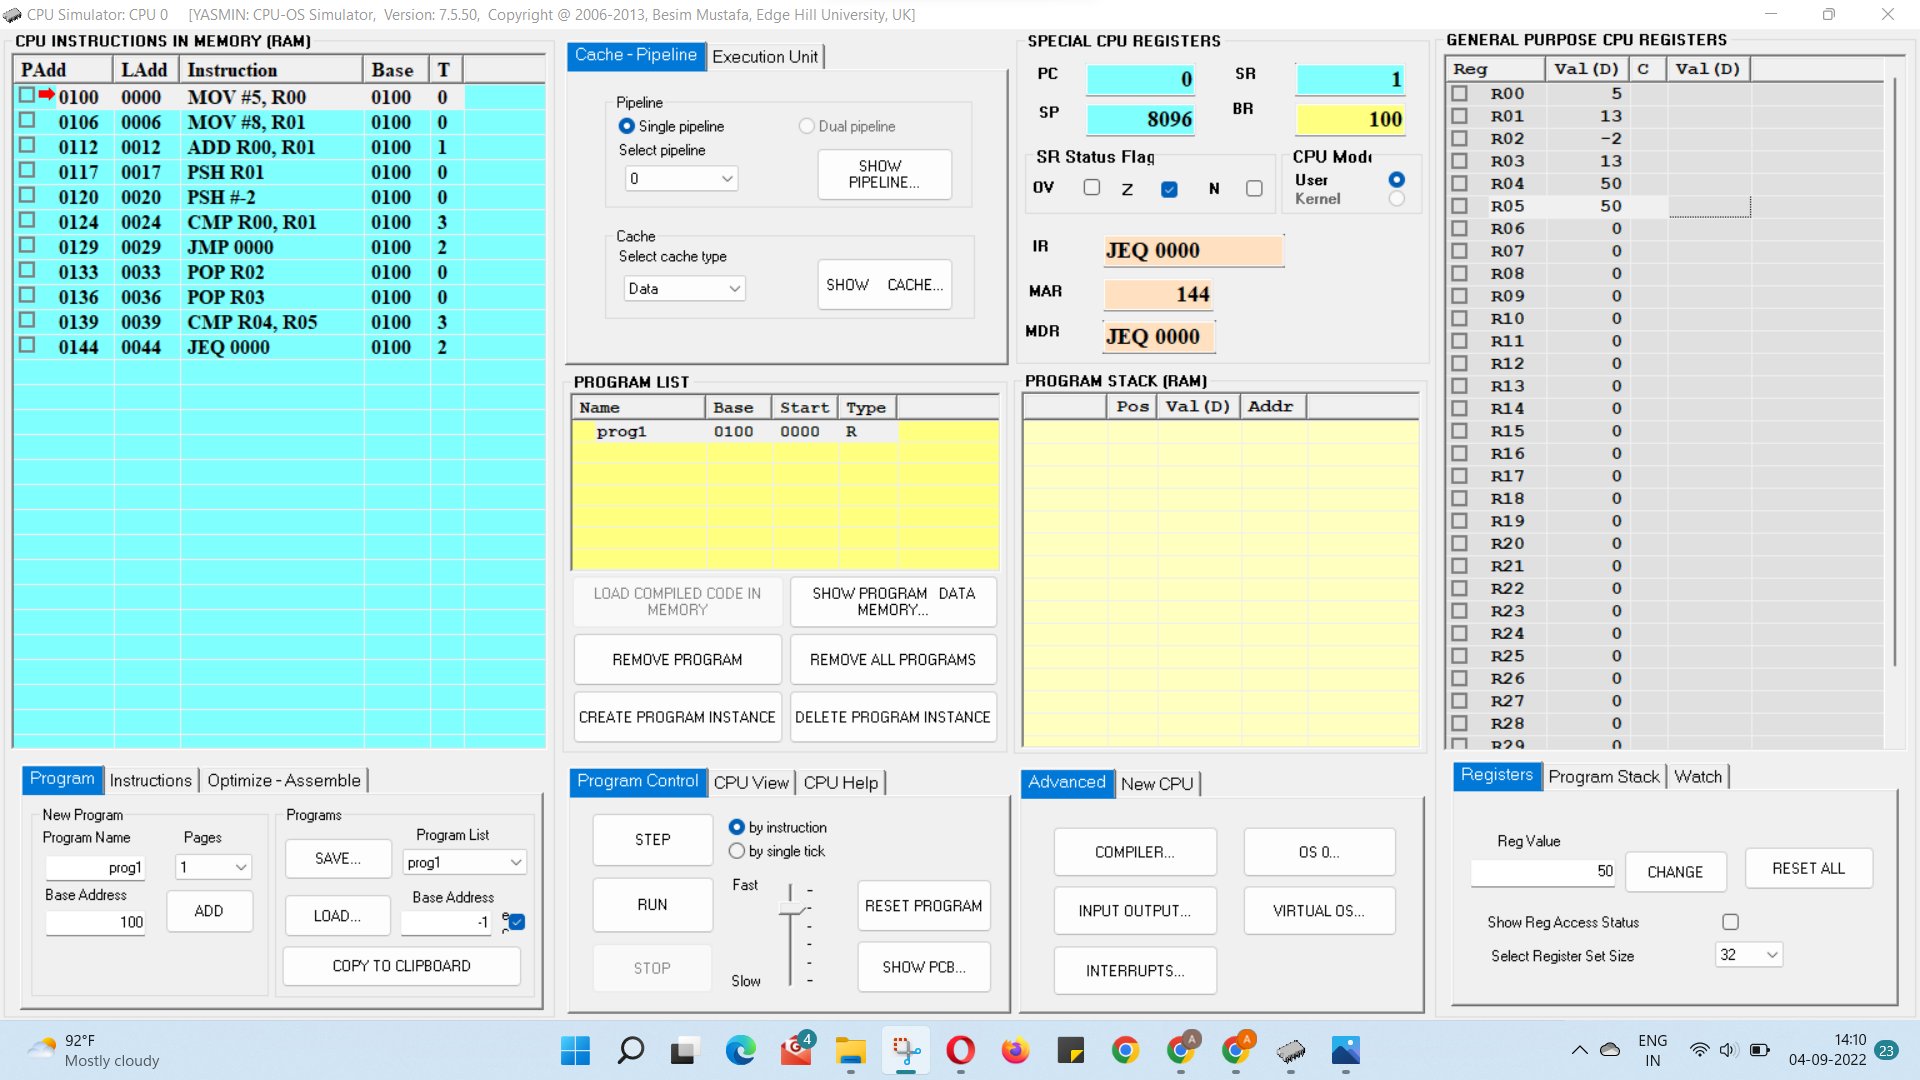 CPU Simulator: CPU 0 [YASMIN: CPU-OS Simulator, Version: 7.5.50, Copyright @ 2006-2013, Besim Mustafa, Edge Hill University, UK]
CPU INSTRUCTIONS IN MEMORY (RAM)
PAdd LAdd Instruction Base T
0100 0000 MOV #5, R00 0100 0
0106 0006 MOV #8, R01 0100 0
0112 0012 ADD R00, R01 0100 1
0117 0017 PSH R01 0100 0
0120 0020 PSH #-2 0100 0
0124 0024 CMP R00, R01 0100 3
0129 0029 JMP 0000 0100 2
0133 0033 POP R02 0100 0
0136 0036 POP R03 0100 0
0139 0039 CMP R04, R05 0100 3
0144 0044 JEQ 0000 0100 2
Program Instructions Optimize - Assemble
New Program
Program Name Pages
prog1 1
Base Address
100 ADD
Programs
SAVE... Program List
prog1
LOAD... Base Address
-1
COPY TO CLIPBOARD
Cache - Pipeline Execution Unit
Pipeline
Single pipeline Dual pipeline
Select pipeline
0
SHOW
PIPELINE...
Cache
Select cache type
Data
SHOW CACHE...
PROGRAM LIST
Name Base Start Type
prog1 0100 0000 R
LOAD COMPILED CODE IN
MEMORY
SHOW PROGRAM DATA
MEMORY...
REMOVE PROGRAM REMOVE ALL PROGRAMS
CREATE PROGRAM INSTANCE DELETE PROGRAM INSTANCE
Program Control CPU View CPU Help
STEP by instruction
by single tick
RUN Fast
RESET PROGRAM
STOP Slow
SHOW PCB...
SPECIAL CPU REGISTERS
PC 0 SR 1
SP 8096 BR 100
SR Status Flag
OV Z N
CPU Mode
User
Kernel
IR JEQ 0000
MAR 144
MDR JEQ 0000
PROGRAM STACK (RAM)
Pos Val(D) Addr
Advanced New CPU
COMPILER... OS 0...
INPUT OUTPUT... VIRTUAL OS...
INTERRUPTS...
GENERAL PURPOSE CPU REGISTERS
Reg Val(D) C Val(D)
R00 5
R01 13
R02 -2
R03 13
R04 50
R05 50
R06 0
R07 0
R08 0
R09 0
R10 0
R11 0
R12 0
R13 0
R14 0
R15 0
R16 0
R17 0
R18 0
R19 0
R20 0
R21 0
R22 0
R23 0
R24 0
R25 0
R26 0
R27 0
R28 0
R29 0
Registers Program Stack Watch
Reg Value
50 CHANGE RESET ALL
Show Reg Access Status
Select Register Set Size 32
92°F
Mostly cloudy
4
A
A
ENG
IN
14:10
04-09-2022
23